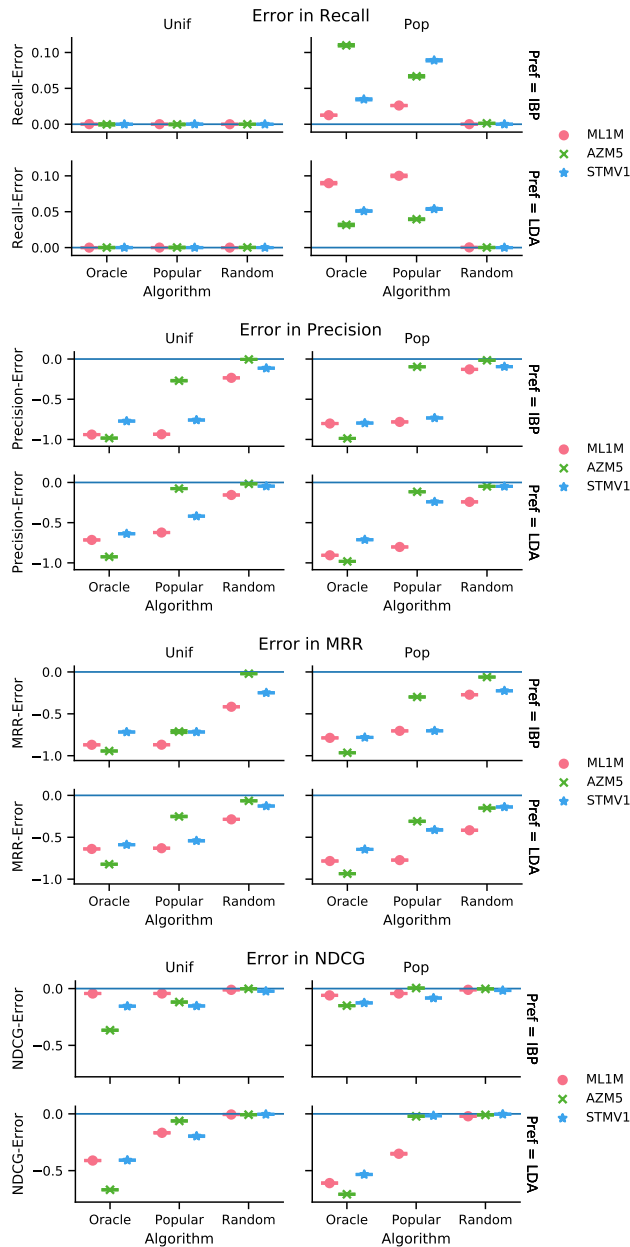 Error in Recall
Unif
Pop
Recall-Error
0.10
0.05
0.00
Pref = IBP
Recall-Error
0.10
0.05
0.00
Pref = LDA
Oracle Popular Random
Oracle Popular Random
Algorithm
Algorithm
ML1M
AZM5
STMV1
Error in Precision
Unif
Pop
Precision-Error
0.0
−0.5
−1.0
Pref = IBP
Precision-Error
0.0
−0.5
−1.0
Pref = LDA
Oracle Popular Random
Oracle Popular Random
Algorithm
Algorithm
ML1M
AZM5
STMV1
Error in MRR
Unif
Pop
MRR-Error
0.0
−0.5
−1.0
Pref = IBP
MRR-Error
0.0
−0.5
−1.0
Pref = LDA
Oracle Popular Random
Oracle Popular Random
Algorithm
Algorithm
ML1M
AZM5
STMV1
Error in NDCG
Unif
Pop
NDCG-Error
0.0
−0.5
Pref = IBP
NDCG-Error
0.0
−0.5
Pref = LDA
Oracle Popular Random
Oracle Popular Random
Algorithm
Algorithm
ML1M
AZM5
STMV1